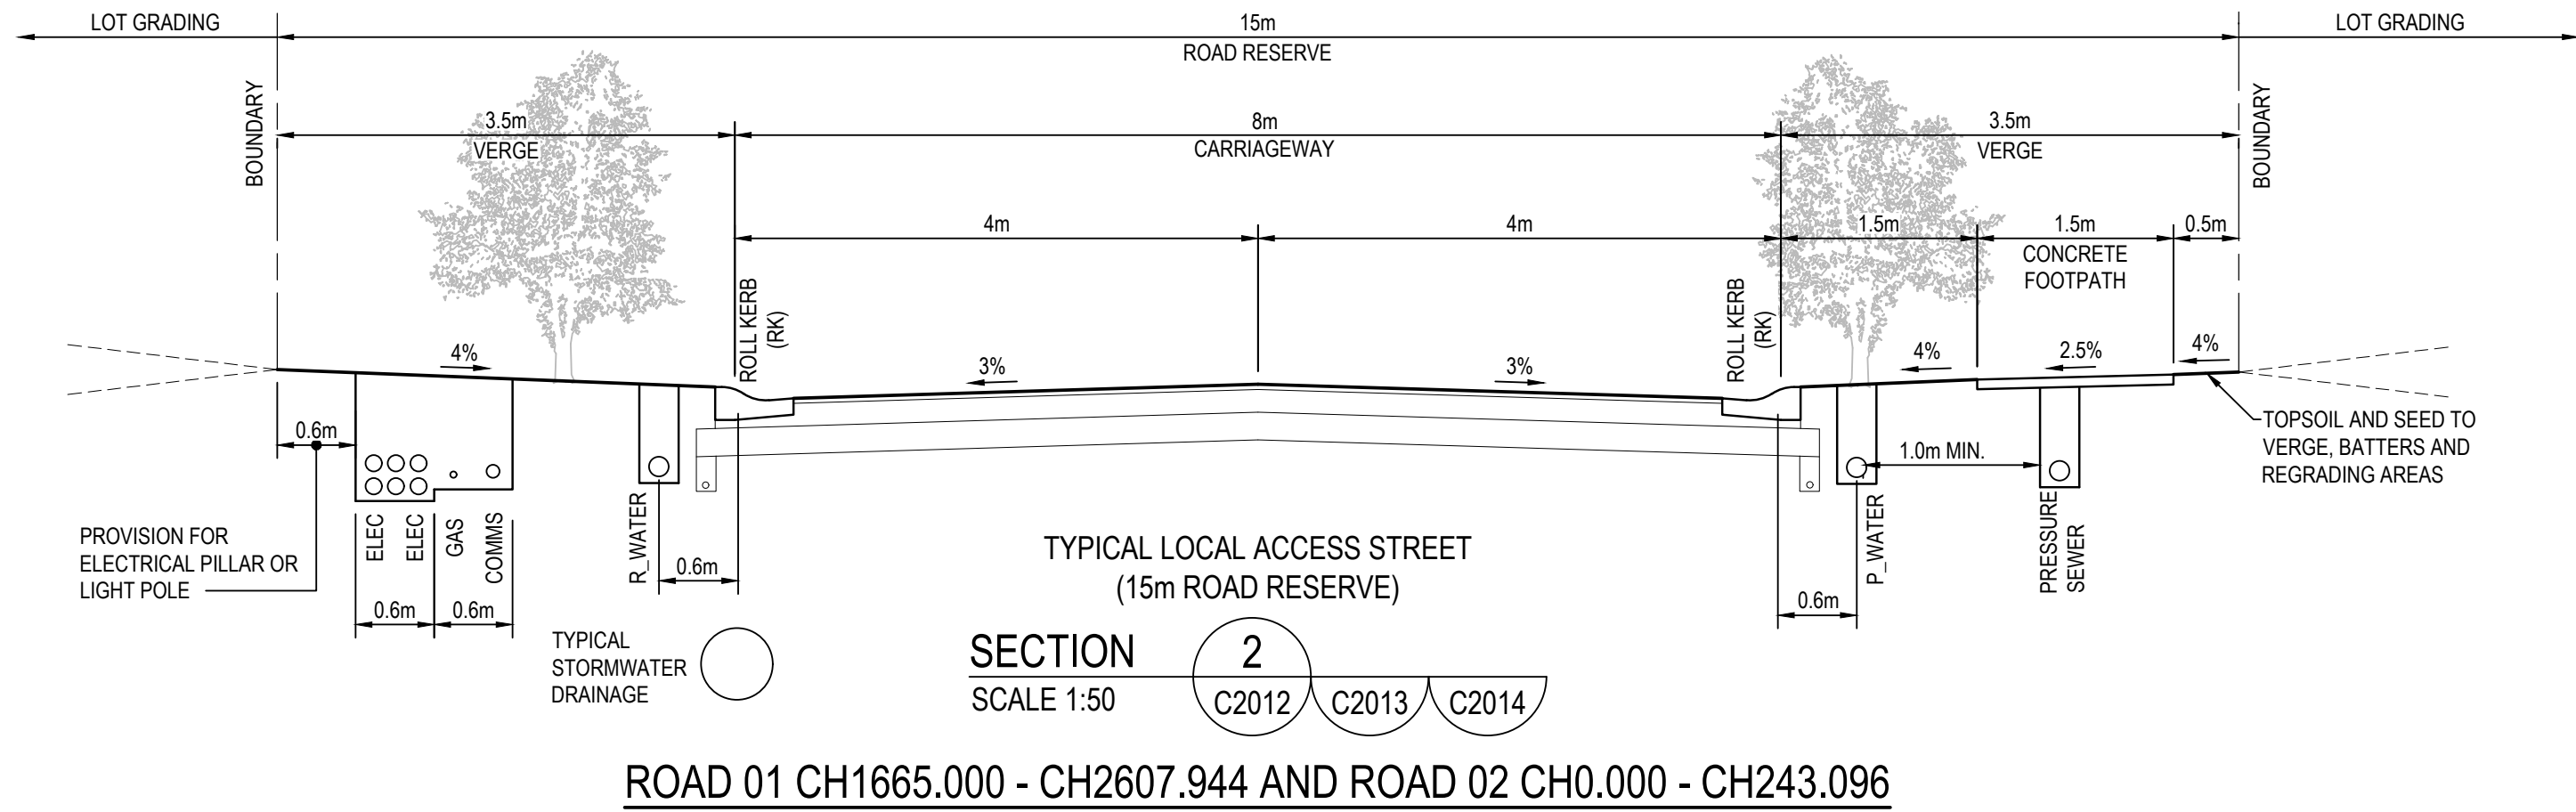 LOT GRADING
15m
ROAD RESERVE
LOT GRADING
BOUNDARY
3.5m
VERGE
8m
CARRIAGEWAY
3.5m
VERGE
BOUNDARY
4m
4m
1.5m
1.5m
0.5m
CONCRETE
FOOTPATH
ROLL KERB
(RK)
ROLL KERB
(RK)
4%
3%
3%
4%
2.5%
4%
0.6m
1.0m MIN.
TOPSOIL AND SEED TO
VERGE, BATTERS AND
REGRADING AREAS
PROVISION FOR
ELECTRICAL PILLAR OR
LIGHT POLE
ELEC
ELEC
GAS
COMMS
0.6m
0.6m
R_WATER
0.6m
P_WATER
0.6m
PRESSURE
SEWER
TYPICAL
STORMWATER
DRAINAGE
TYPICAL LOCAL ACCESS STREET
(15m ROAD RESERVE)
SECTION
2
SCALE 1:50
C2012
C2013
C2014
ROAD 01 CH1665.000 - CH2607.944 AND ROAD 02 CH0.000 - CH243.096